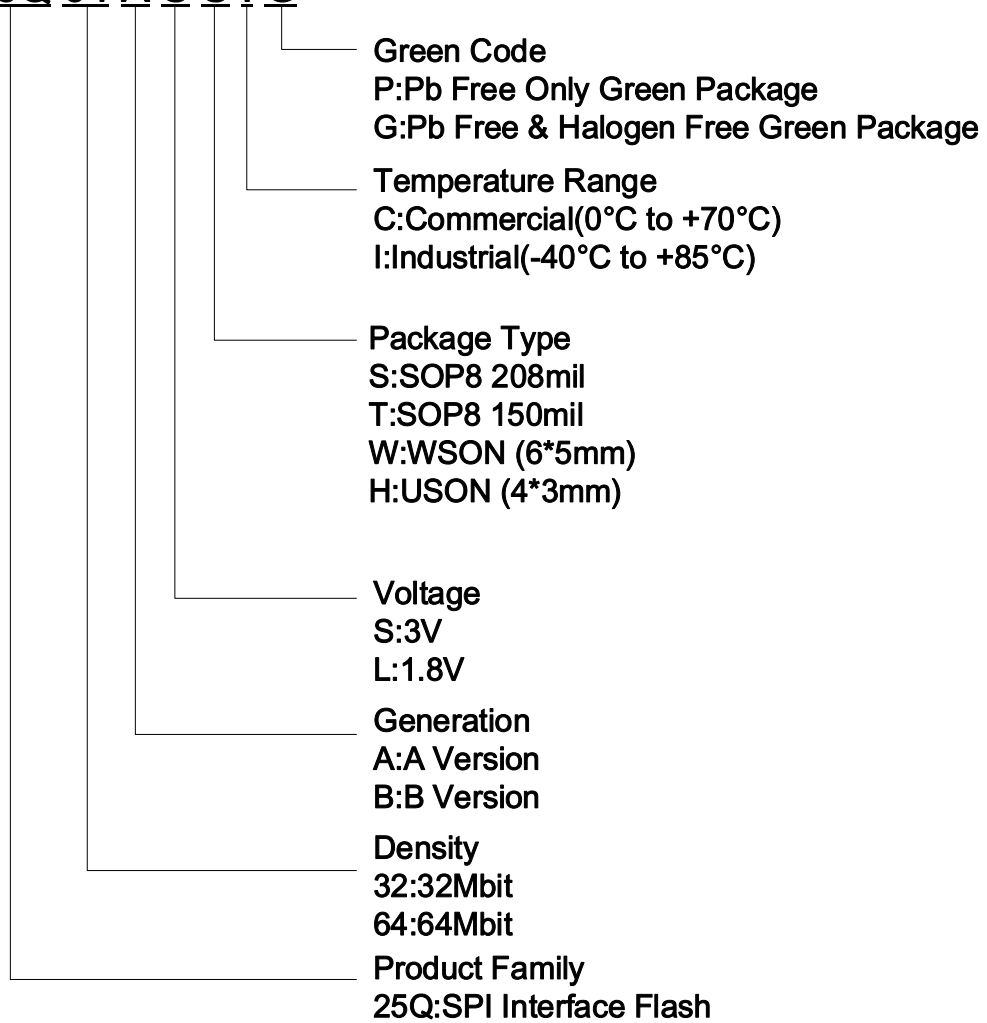 Green Code
P:Pb Free Only Green Package
G:Pb Free & Halogen Free Green Package
Temperature Range
C:Commercial(0°C to +70°C)
I:Industrial(-40°C to +85°C)
Package Type
S:SOP8 208mil
T:SOP8 150mil
W:WSON (6*5mm)
H:USON (4*3mm)
Voltage
S:3V
L:1.8V
Generation
A:A Version
B:B Version
Density
32:32Mbit
64:64Mbit
Product Family
25Q:SPI Interface Flash